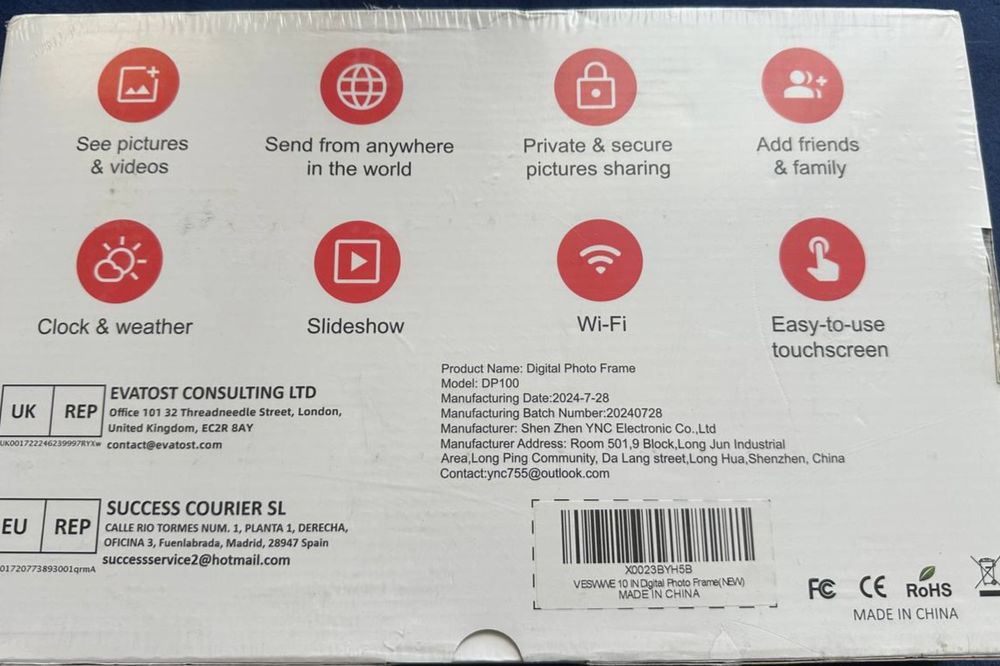 See pictures
& videos
Send from anywhere
in the world
Private & secure
pictures sharing
Add friends
& family
Clock & weather
Slideshow
Wi-Fi
Easy-to-use
touchscreen
UK REP
EVATOST CONSULTING LTD
Office 101 32 Threadneedle Street, London,
United Kingdom, EC2R 8AY
contact@evatost.com
UK001722246239997RYXw
EU REP
SUCCESS COURIER SL
CALLE RIO TORMES NUM. 1, PLANTA 1, DERECHA,
OFICINA 3, Fuenlabrada, Madrid, 28947 Spain
successservice2@hotmail.com
01720773893001qrmA
Product Name: Digital Photo Frame
Model: DP100
Manufacturing Date:2024-7-28
Manufacturing Batch Number:20240728
Manufacturer: Shen Zhen YNC Electronic Co.,Ltd
Manufacturer Address: Room 501,9 Block,Long Jun Industrial
Area,Long Ping Community, Da Lang street,Long Hua,Shenzhen, China
Contact:ync755@outlook.com
X0023BYH5B
VESVWVE 10 IN Digital Photo Frame(NEW)
MADE IN CHINA
FC CE RoHS
MADE IN CHINA